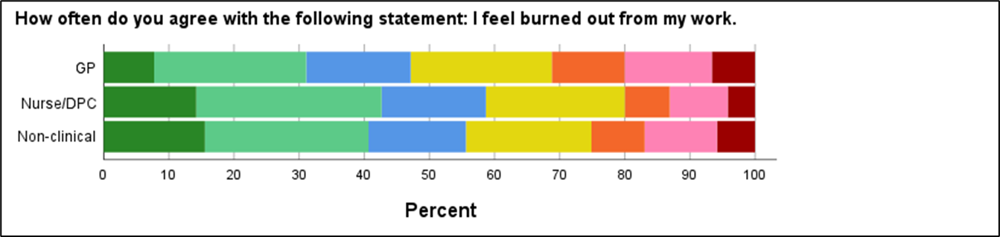 How often do you agree with the following statement: I feel burned out from my work.
GP
Nurse/DPC
Non-clinical
0 10 20 30 40 50 60 70 80 90 100
Percent